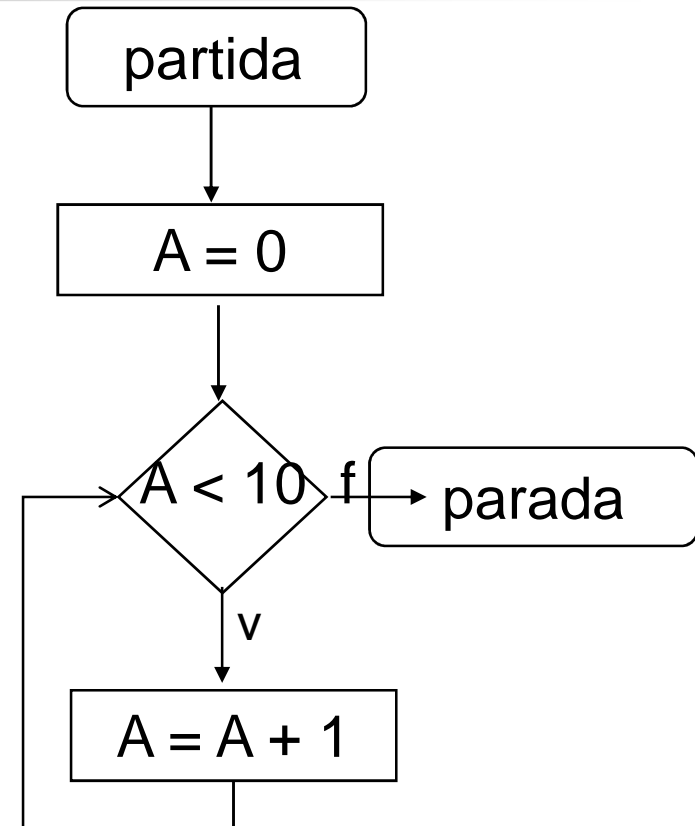 partida
A = 0
A < 10
f
parada
v
A = A + 1